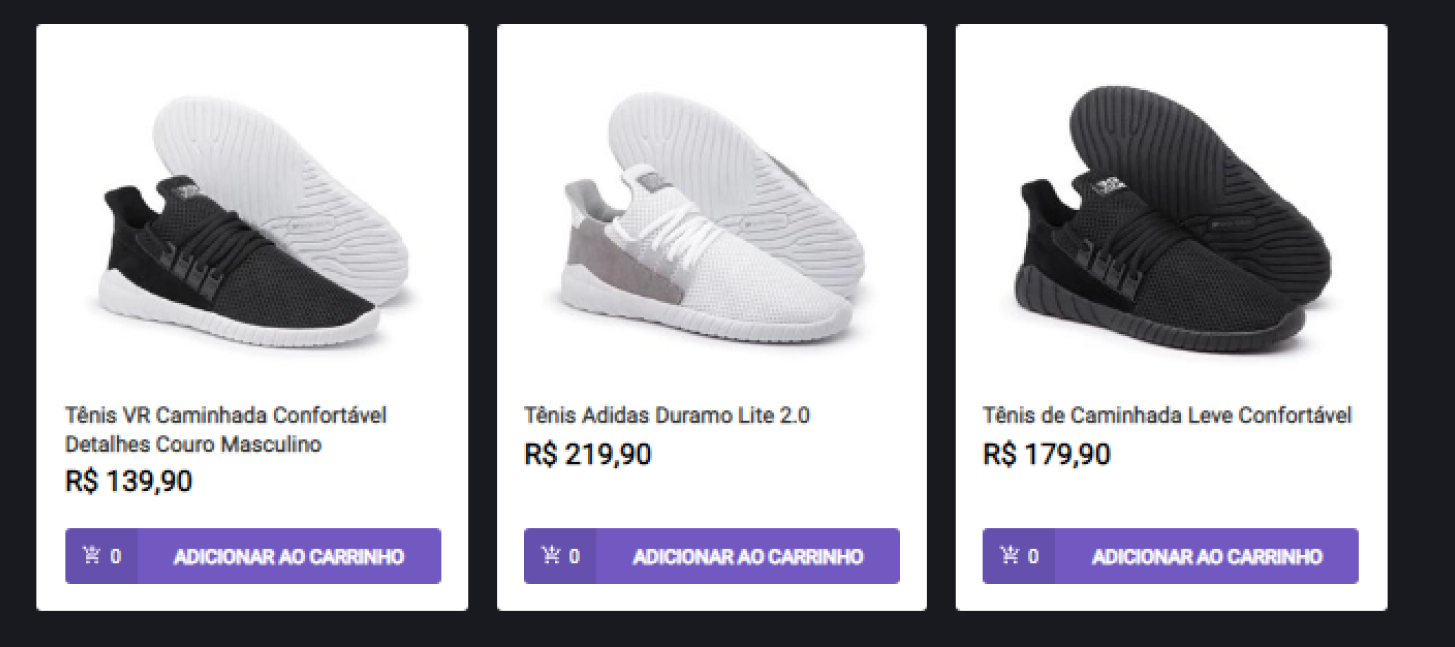 Tênis VR Caminhada Confortável
Detalhes Couro Masculino
R$ 139,90
0 ADICIONAR AO CARRINHO
Tênis Adidas Duramo Lite 2.0
R$ 219,90
0 ADICIONAR AO CARRINHO
Tênis de Caminhada Leve Confortável
R$ 179,90
0 ADICIONAR AO CARRINHO